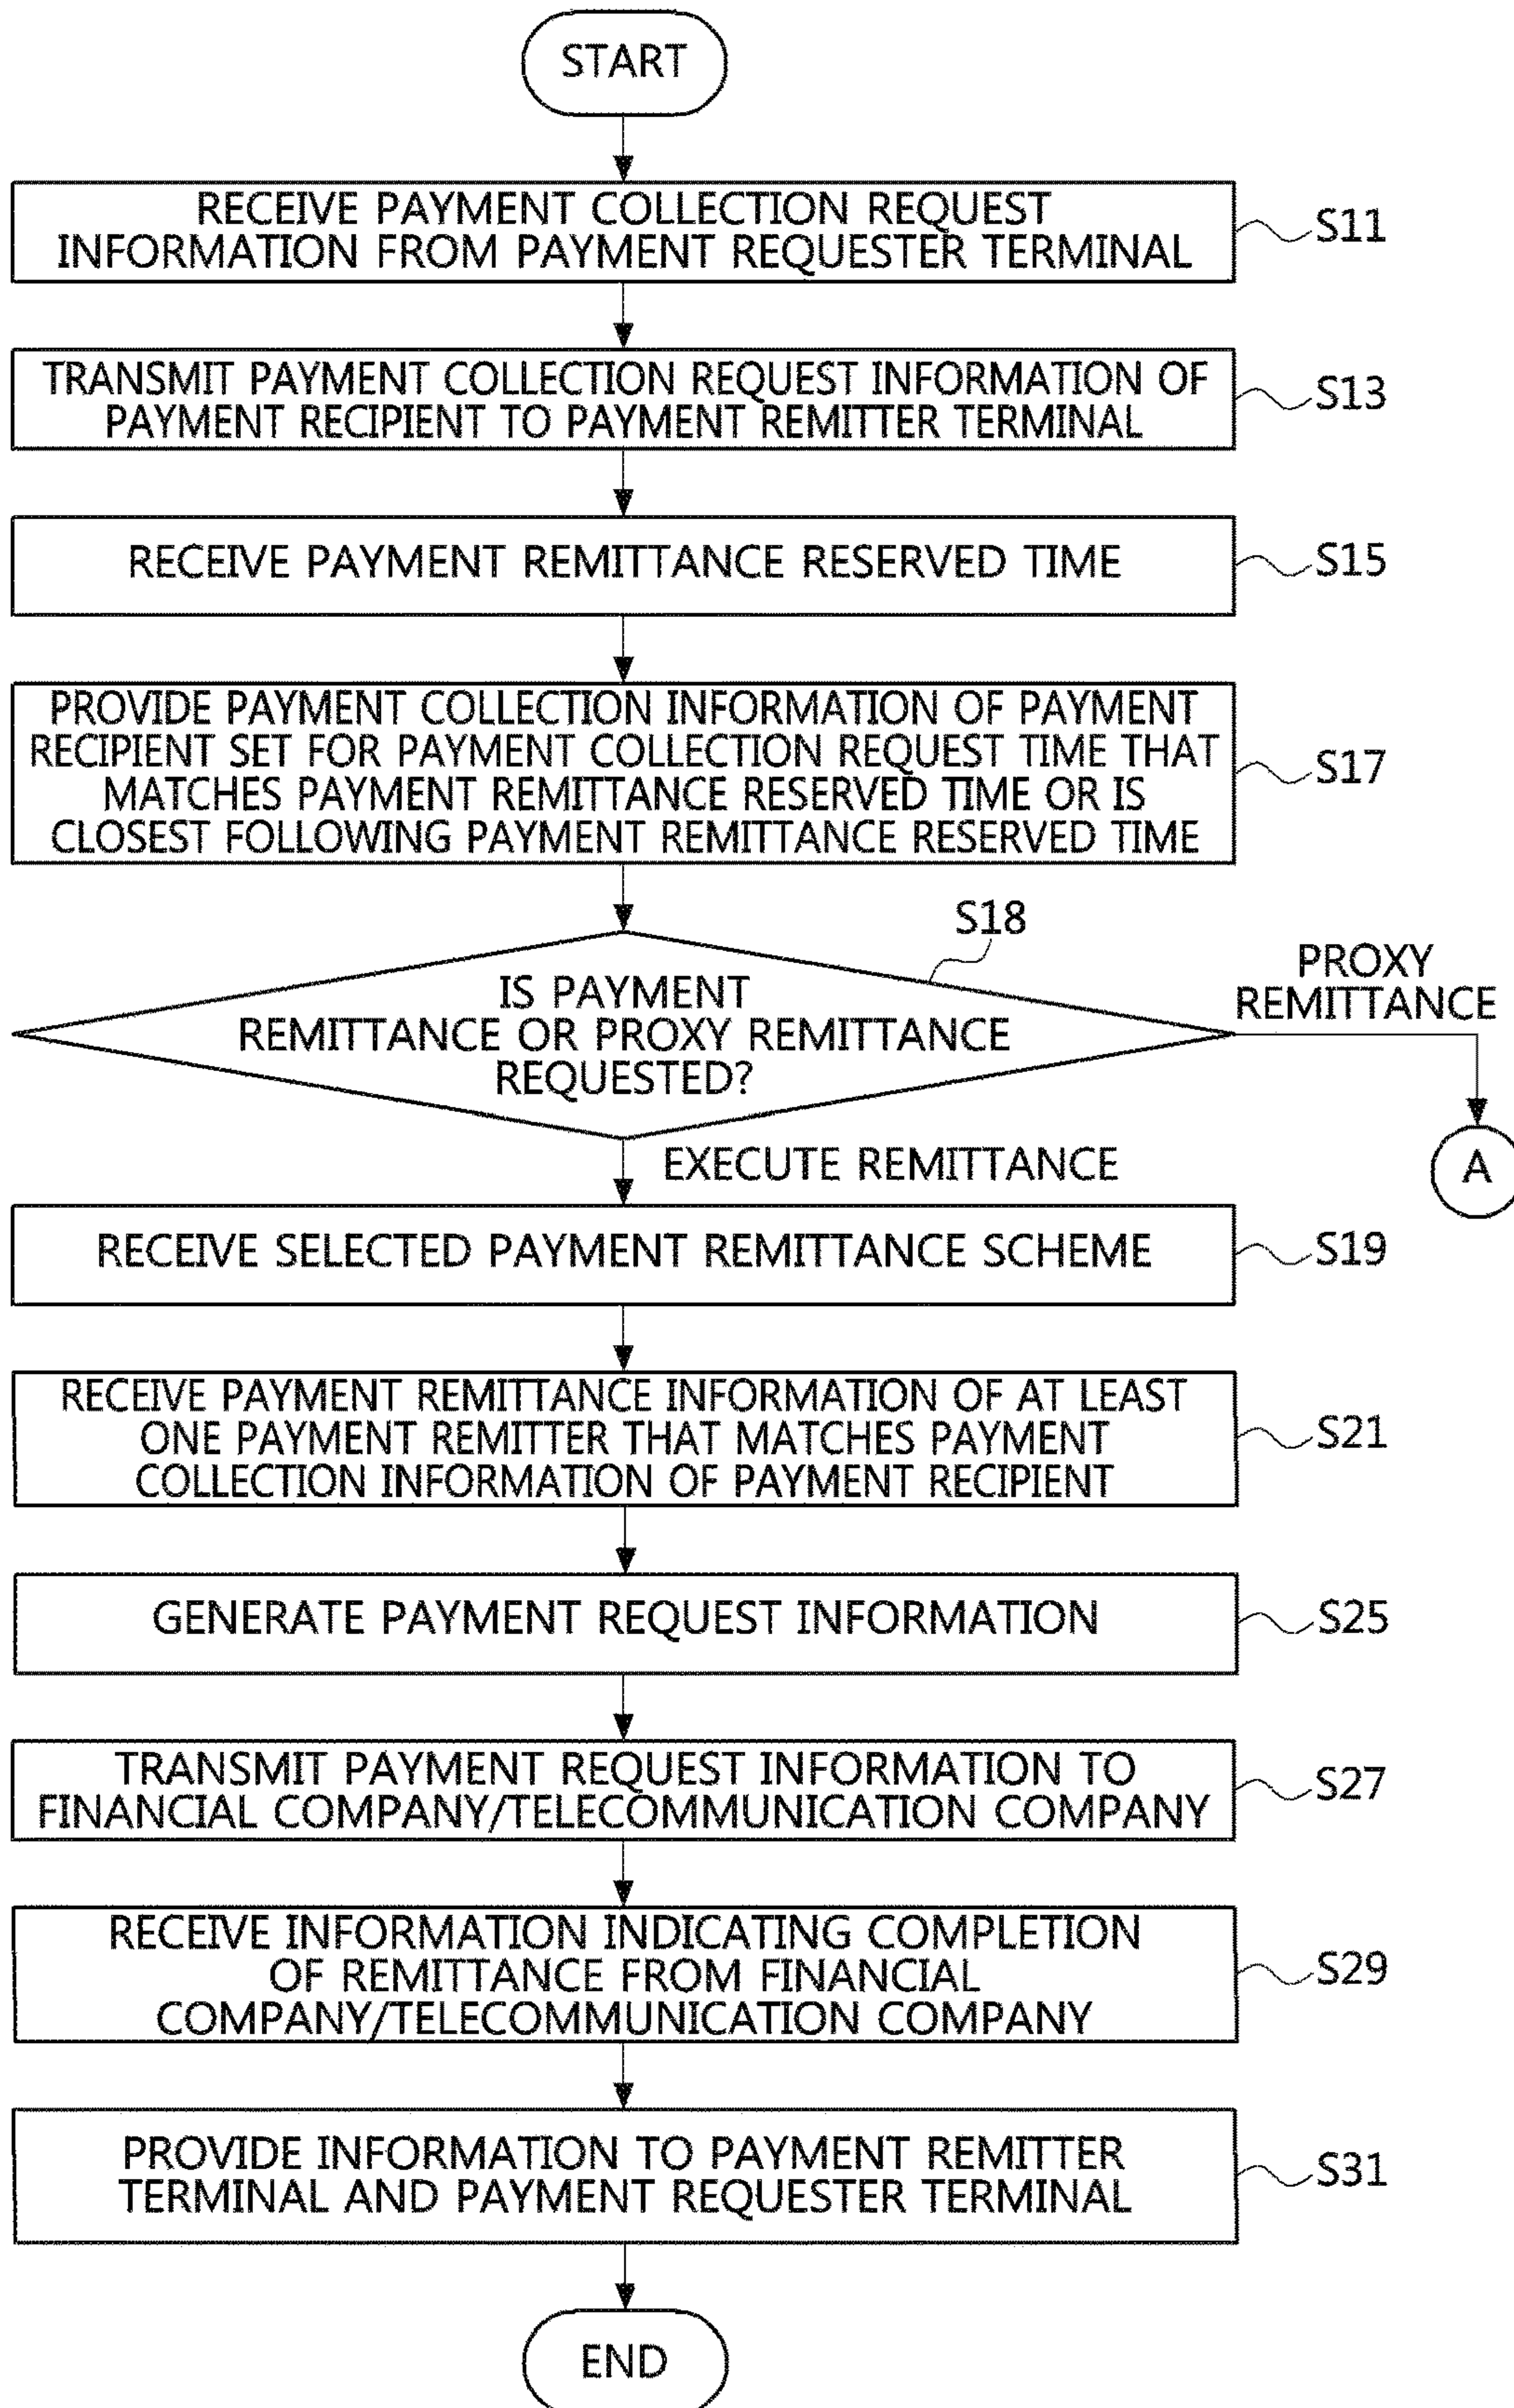 START
RECEIVE PAYMENT COLLECTION REQUEST
INFORMATION FROM PAYMENT REQUESTER TERMINAL
S11
TRANSMIT PAYMENT COLLECTION REQUEST INFORMATION OF
PAYMENT RECIPIENT TO PAYMENT REMITTER TERMINAL
S13
RECEIVE PAYMENT REMITTANCE RESERVED TIME
S15
PROVIDE PAYMENT COLLECTION INFORMATION OF PAYMENT
RECIPIENT SET FOR PAYMENT COLLECTION REQUEST TIME THAT
MATCHES PAYMENT REMITTANCE RESERVED TIME OR IS
CLOSEST FOLLOWING PAYMENT REMITTANCE RESERVED TIME
S17
S18
IS PAYMENT
REMITTANCE OR PROXY REMITTANCE
REQUESTED?
PROXY
REMITTANCE
A
EXECUTE REMITTANCE
RECEIVE SELECTED PAYMENT REMITTANCE SCHEME
S19
RECEIVE PAYMENT REMITTANCE INFORMATION OF AT LEAST
ONE PAYMENT REMITTER THAT MATCHES PAYMENT
COLLECTION INFORMATION OF PAYMENT RECIPIENT
S21
GENERATE PAYMENT REQUEST INFORMATION
S25
TRANSMIT PAYMENT REQUEST INFORMATION TO
FINANCIAL COMPANY/TELECOMMUNICATION COMPANY
S27
RECEIVE INFORMATION INDICATING COMPLETION
OF REMITTANCE FROM FINANCIAL
COMPANY/TELECOMMUNICATION COMPANY
S29
PROVIDE INFORMATION TO PAYMENT REMITTER
TERMINAL AND PAYMENT REQUESTER TERMINAL
S31
END